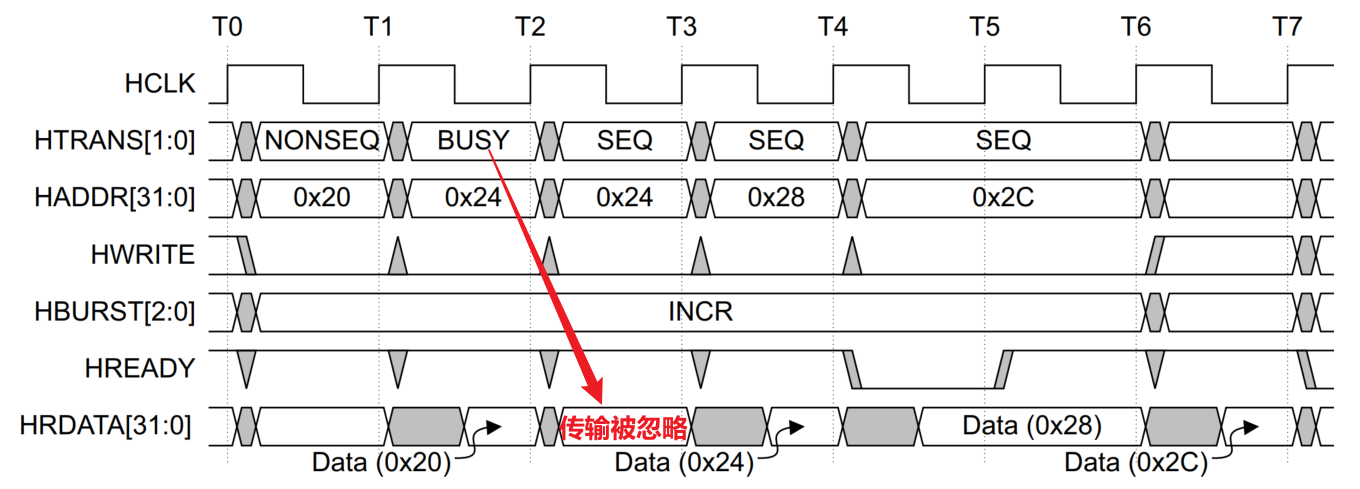 T0 T1 T2 T3 T4 T5 T6 T7
HCLK
HTRANS[1:0] NONSEQ BUSY SEQ SEQ SEQ
HADDR[31:0] 0x20 0x24 0x24 0x28 0x2C
HWRITE
HBURST[2:0] INCR
HREADY
HRDATA[31:0] 传输被忽略 Data (0x28)
Data (0x20) Data (0x24) Data (0x2C)